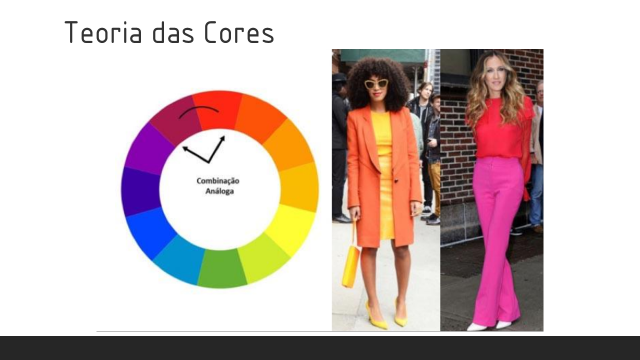 Teoria das Cores
Combinação
Análoga